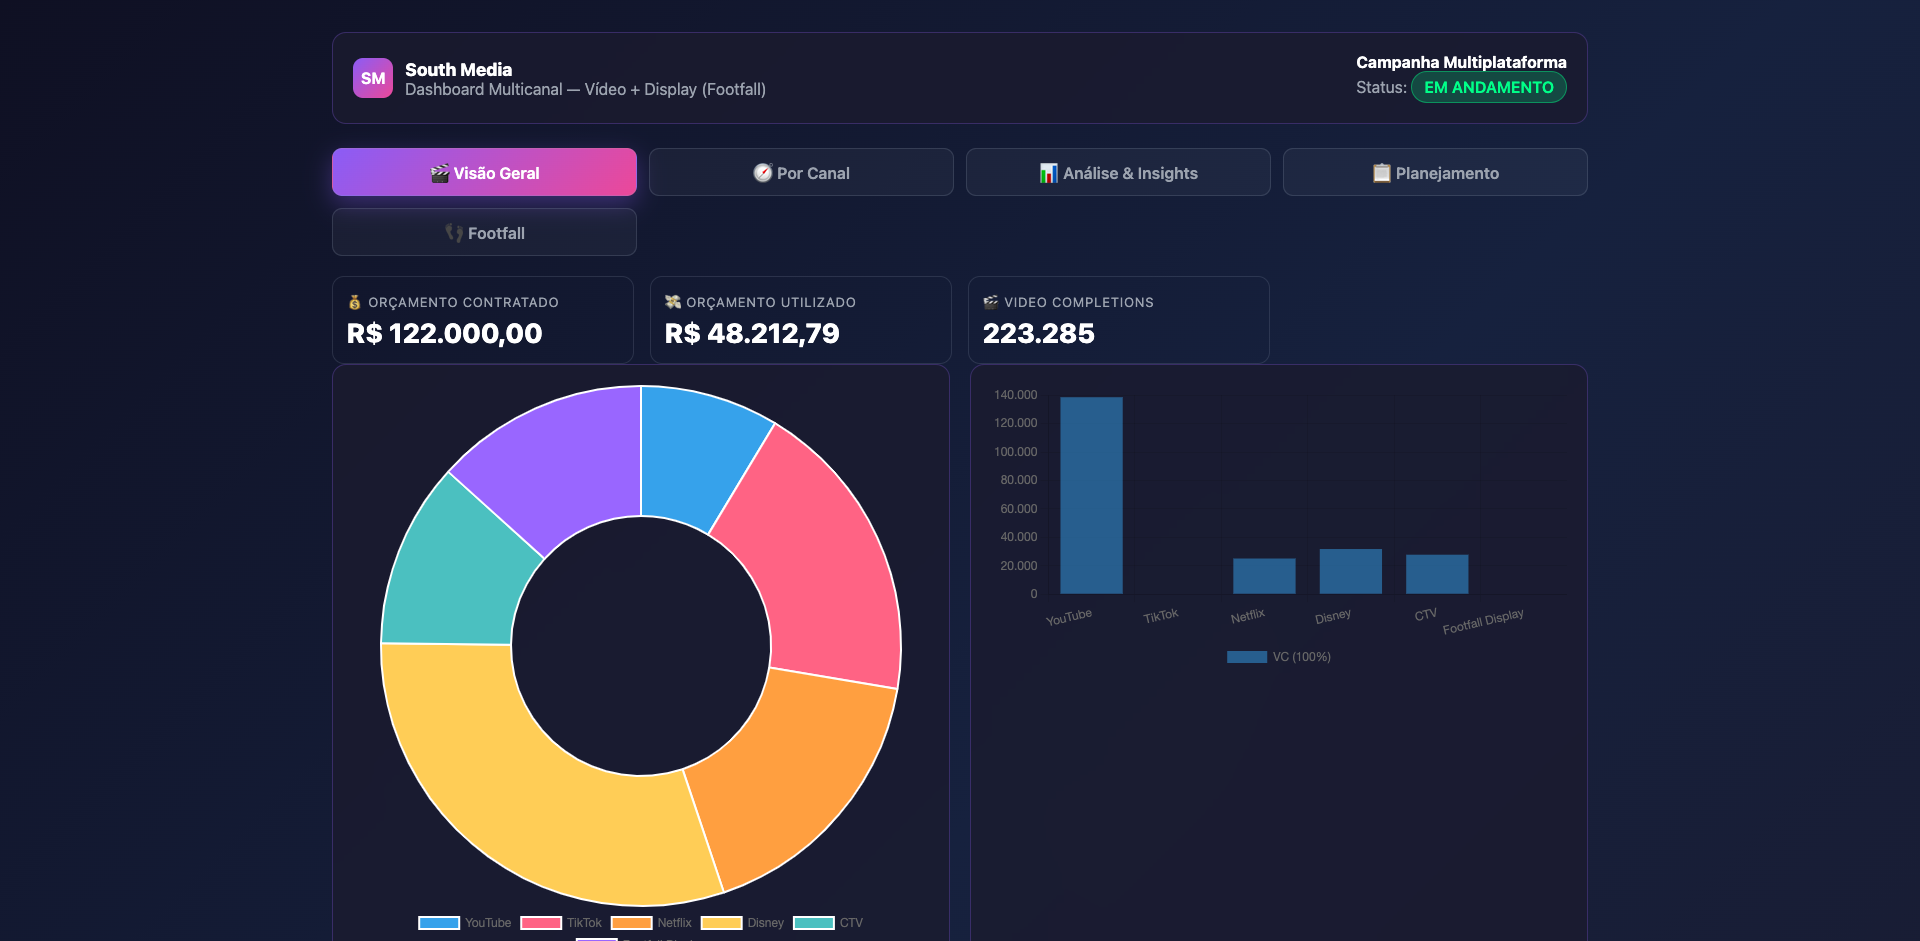 SM
South Media
Dashboard Multicanal — Vídeo + Display (Footfall)
Campanha Multiplataforma
Status: EM ANDAMENTO
Visão Geral
Por Canal
Análise & Insights
Planejamento
Footfall
ORÇAMENTO CONTRATADO
R$ 122.000,00
ORÇAMENTO UTILIZADO
R$ 48.212,79
VIDEO COMPLETIONS
223.285
YouTube TikTok Netflix Disney CTV
140.000
120.000
100.000
80.000
60.000
40.000
20.000
0
YouTube TikTok Netflix Disney CTV Footfall Display
VC (100%)